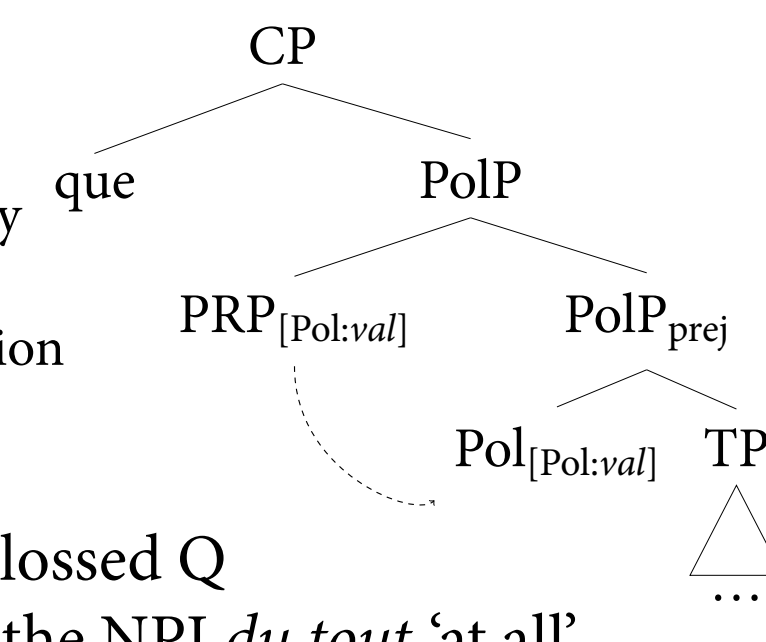 CP
que PolP
y
PRP[Pol:val] PolPprej
ion
Pol[Pol:val] TP
lossed Q
...
the NPI du tout ‘at all’